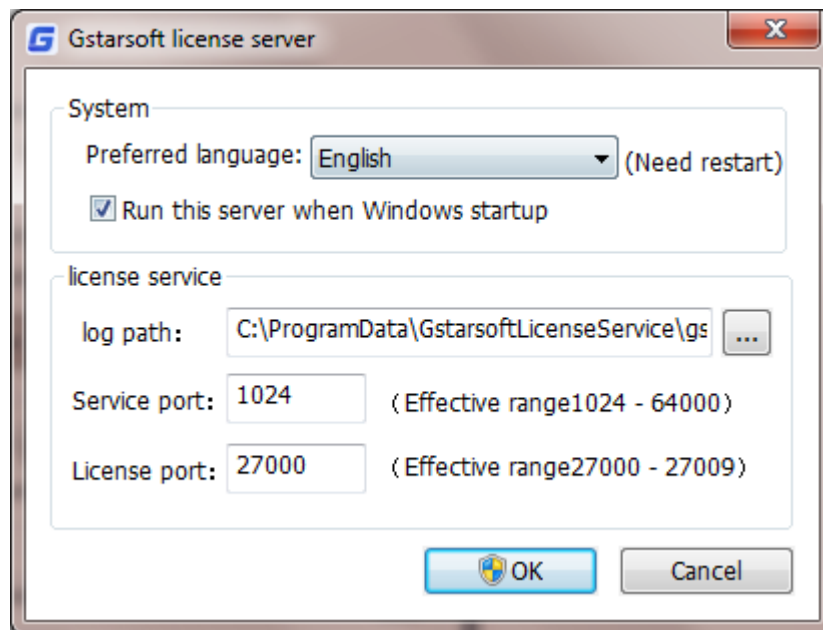 Gstarsoft license server
System
Preferred language: English (Need restart)
Run this server when Windows startup
license service
log path: C:\ProgramData\GstarsoftLicenseService\gs ...
Service port: 1024 (Effective range1024 - 64000)
License port: 27000 (Effective range27000 - 27009)
OK Cancel